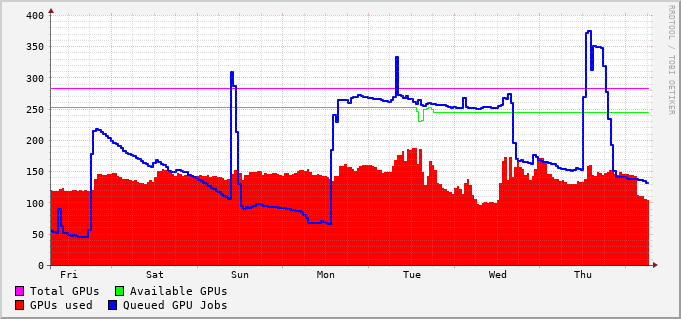 RRDTOOL / TOBI OETIKER
400
350
300
250
200
150
100
50
0
Fri Sat Sun Mon Tue Wed Thu
Total GPUs Available GPUs
GPUs used Queued GPU Jobs